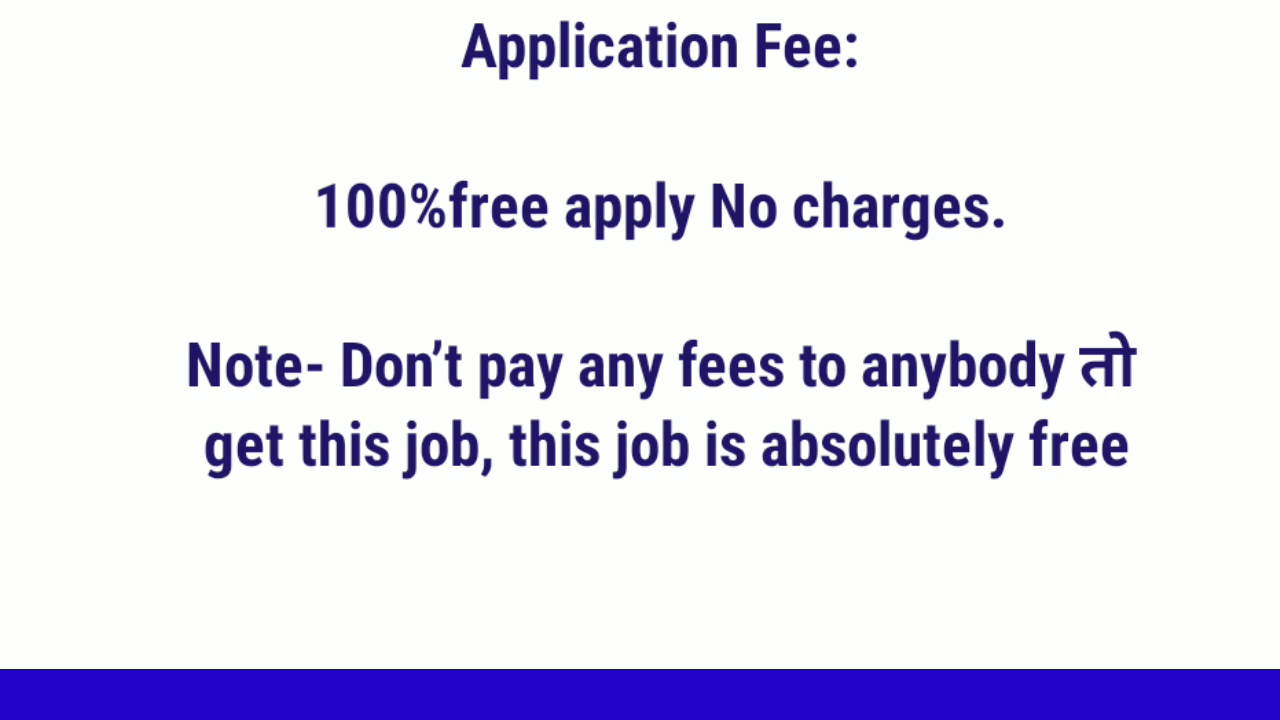 Application Fee:
100%free apply No charges.
Note- Don’t pay any fees to anybody तो
get this job, this job is absolutely free